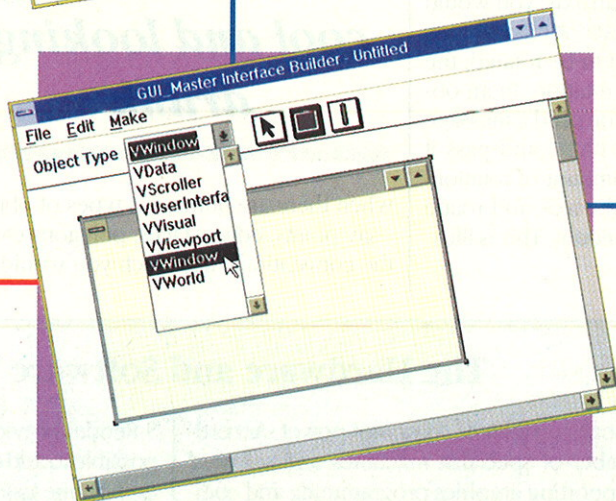 GUI_Master Interface Builder - Untitled
File Edit Make
Object Type VWindow
VData
VScroller
VUserInterfa
VVisual
VViewport
VWindow
VWorld